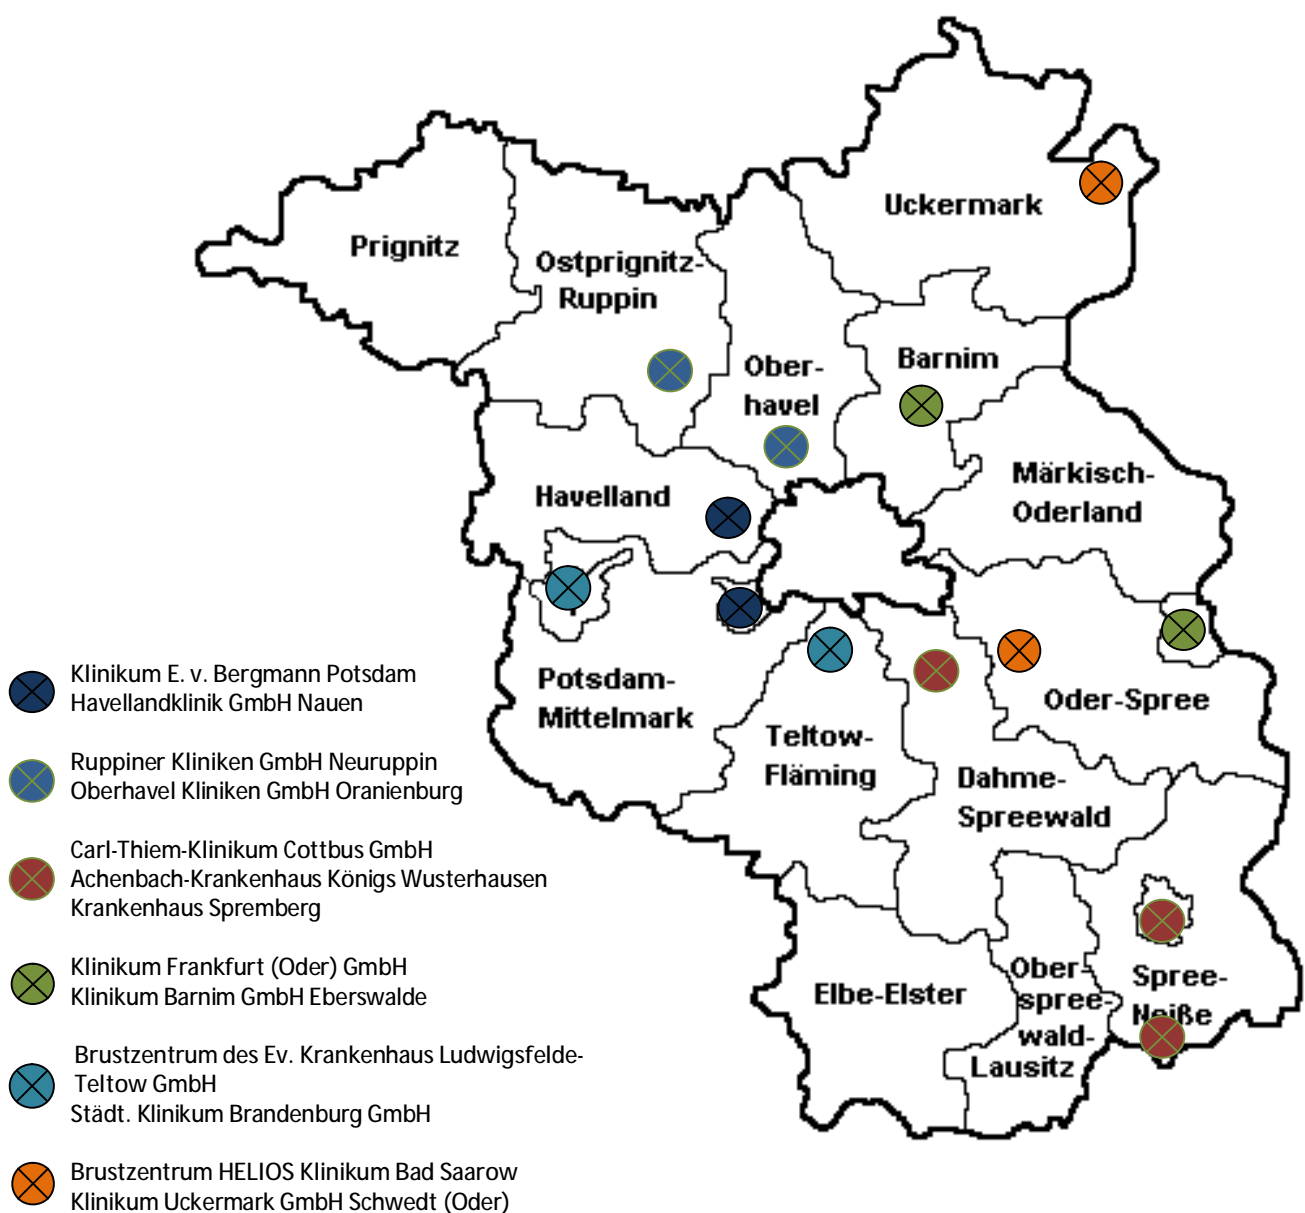 Uckermark
Prignitz
Ostprignitz-
Ruppin
Ober-
havel
Barnim
Havelland
Märkisch-
Oderland
Potsdam-
Mittelmark
Teltow-
Fläming
Oder-Spree
Dahme-
Spreewald
Elbe-Elster
Ober-
spree-
wald-
Lausitz
Spree-
Neiße
Klinikum E. v. Bergmann Potsdam
Havellandklinik GmbH Nauen
Ruppiner Kliniken GmbH Neuruppin
Oberhavel Kliniken GmbH Oranienburg
Carl-Thiem-Klinikum Cottbus GmbH
Achenbach-Krankenhaus Königs Wusterhausen
Krankenhaus Spremberg
Klinikum Frankfurt (Oder) GmbH
Klinikum Barnim GmbH Eberswalde
Brustzentrum des Ev. Krankenhaus Ludwigsfelde-
Teltow GmbH
Städt. Klinikum Brandenburg GmbH
Brustzentrum HELIOS Klinikum Bad Saarow
Klinikum Uckermark GmbH Schwedt (Oder)